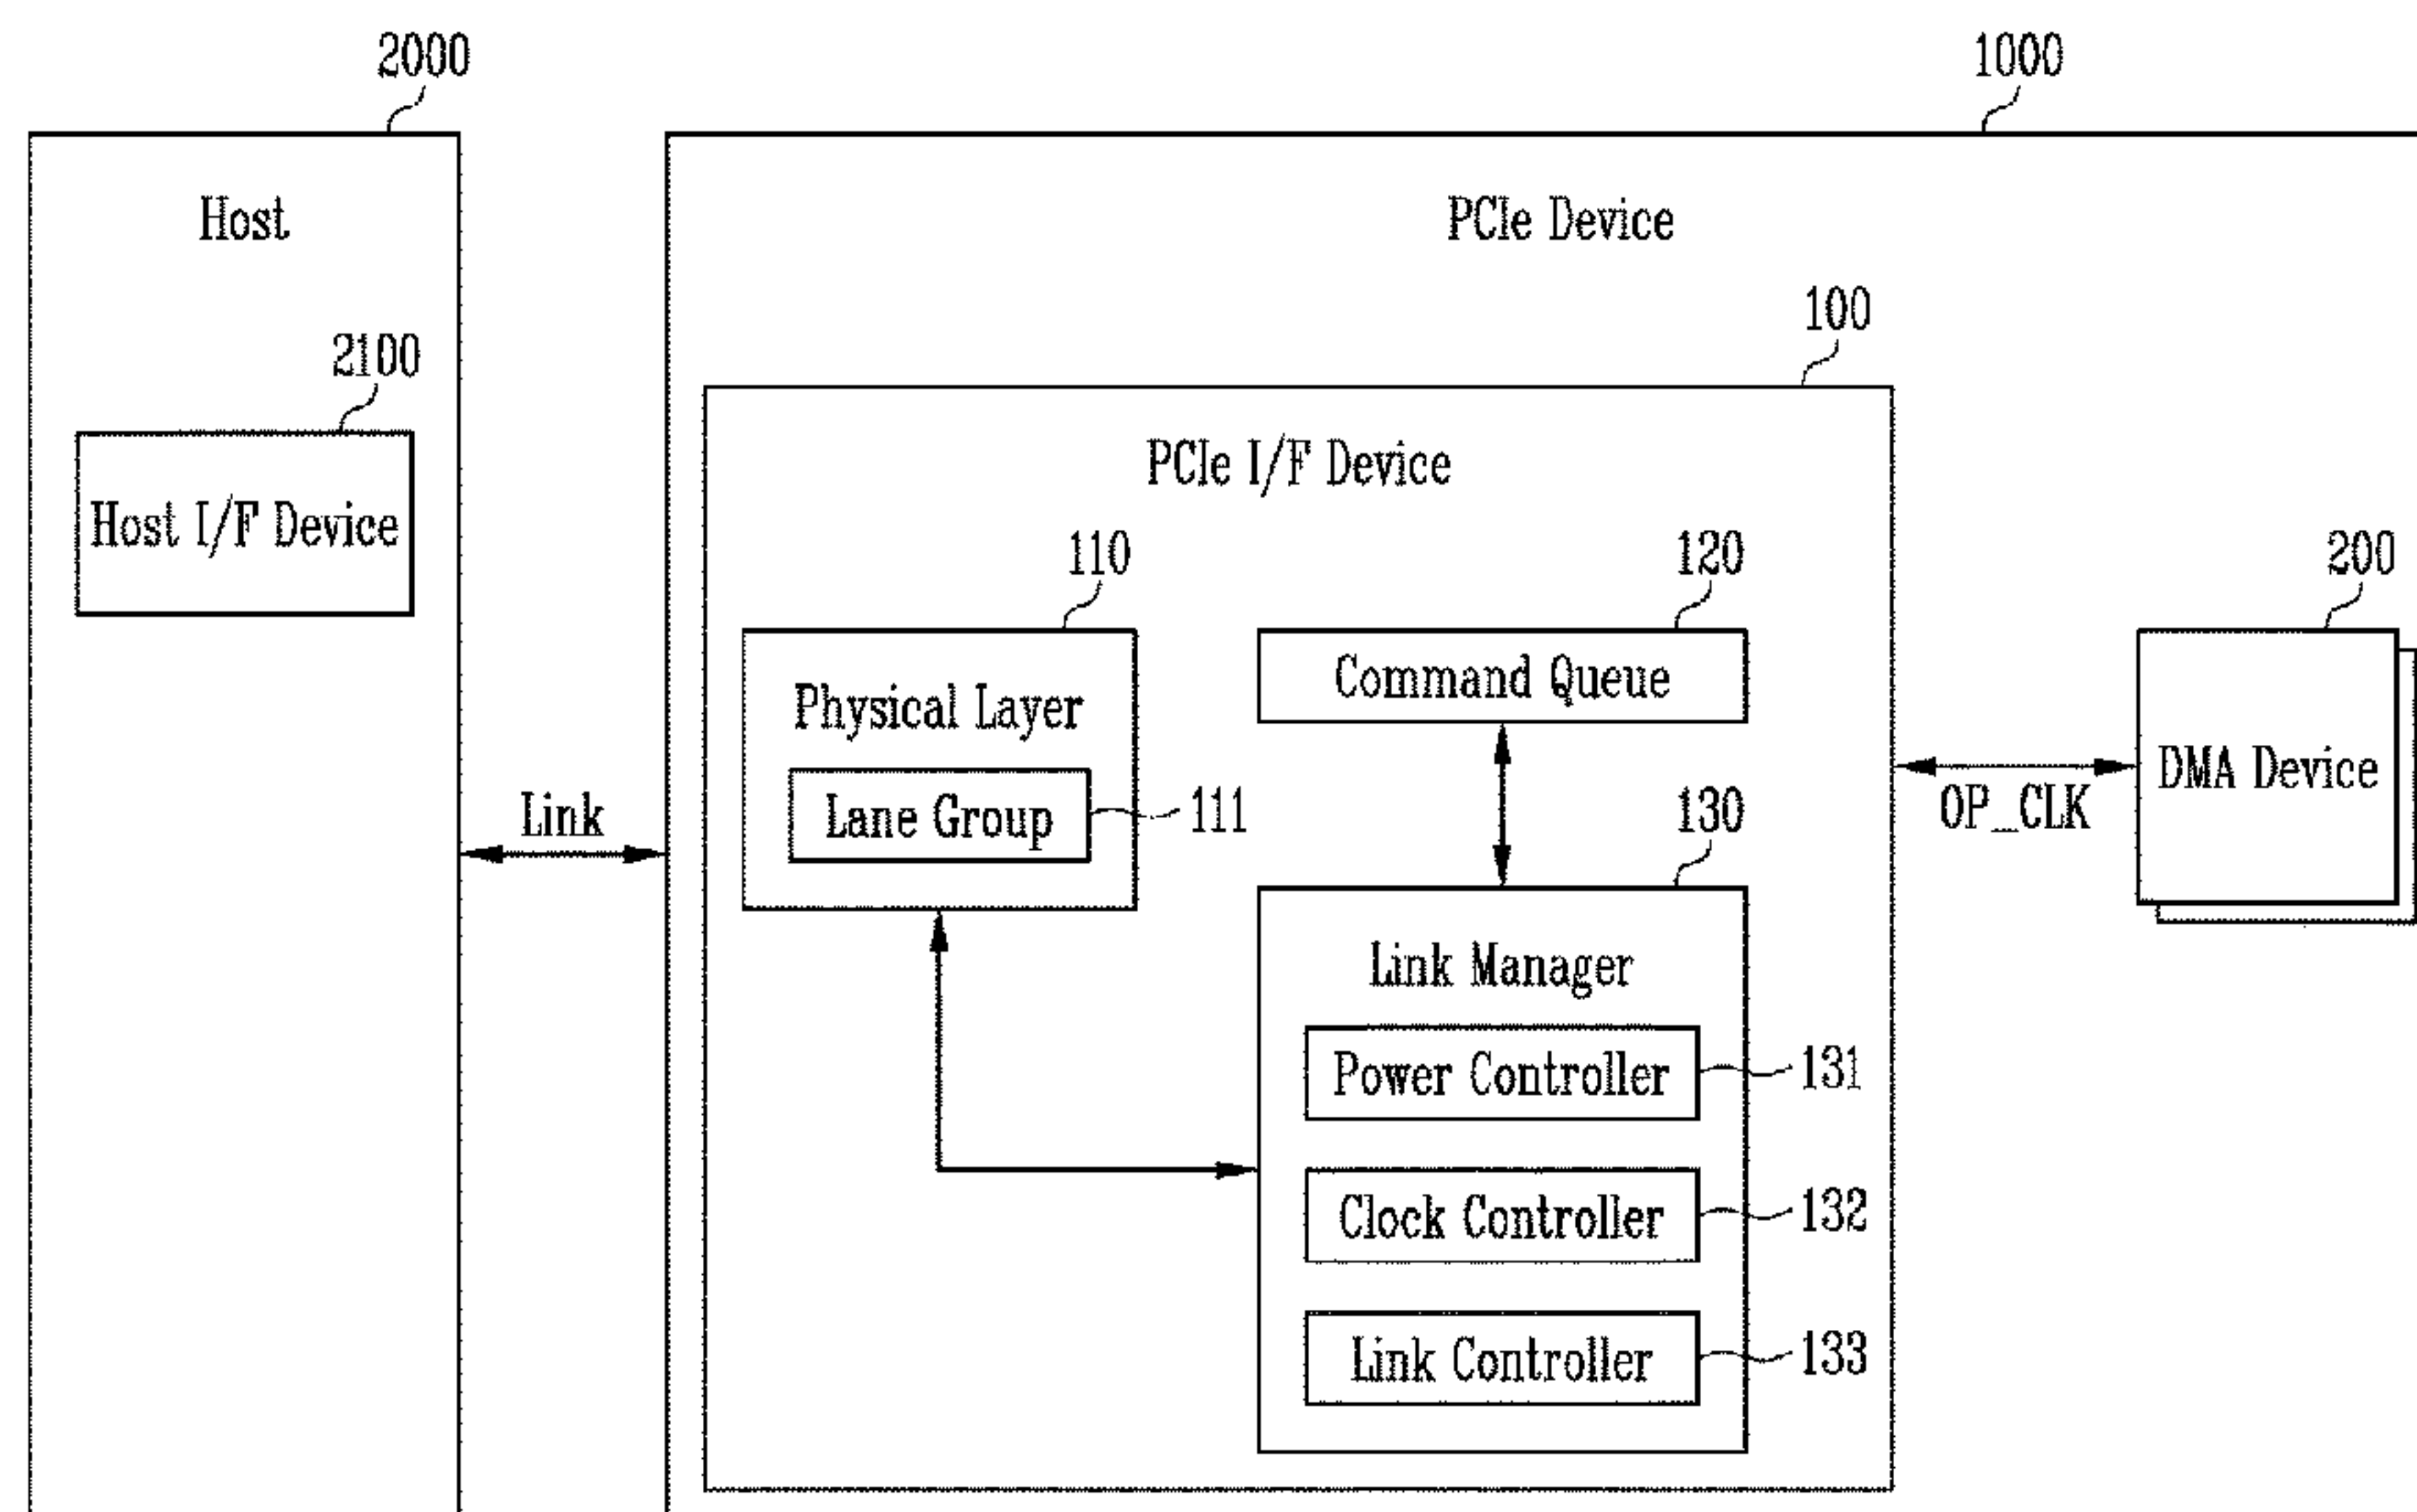 2000
1000
Host
PCIe Device
100
2100
PCIe I/F Device
Host I/F Device
110
120
200
Physical Layer
Command Queue
DMA Device
Lane Group
111
130
Link
OP_CLK
Link Manager
Power Controller
131
Clock Controller
132
Link Controller
133